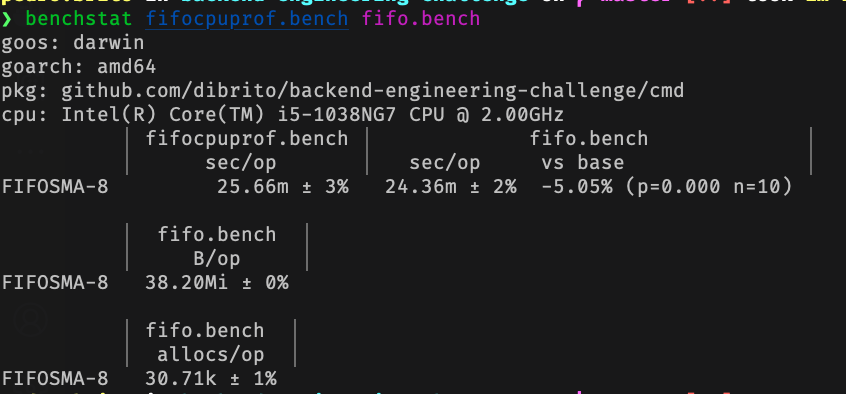 ❯ benchstat fifocpuprof.bench fifo.bench
goos: darwin
goarch: amd64
pkg: github.com/dibrito/backend-engineering-challenge/cmd
cpu: Intel(R) Core(TM) i5-1038NG7 CPU @ 2.00GHz
│ fifocpuprof.bench │ fifo.bench │
│ sec/op │ sec/op vs base │
FIFOSMA-8 25.66m ± 3% 24.36m ± 2% -5.05% (p=0.000 n=10)
│ fifo.bench │
│ B/op │
FIFOSMA-8 38.20Mi ± 0%
│ fifo.bench │
│ allocs/op │
FIFOSMA-8 30.71k ± 1%